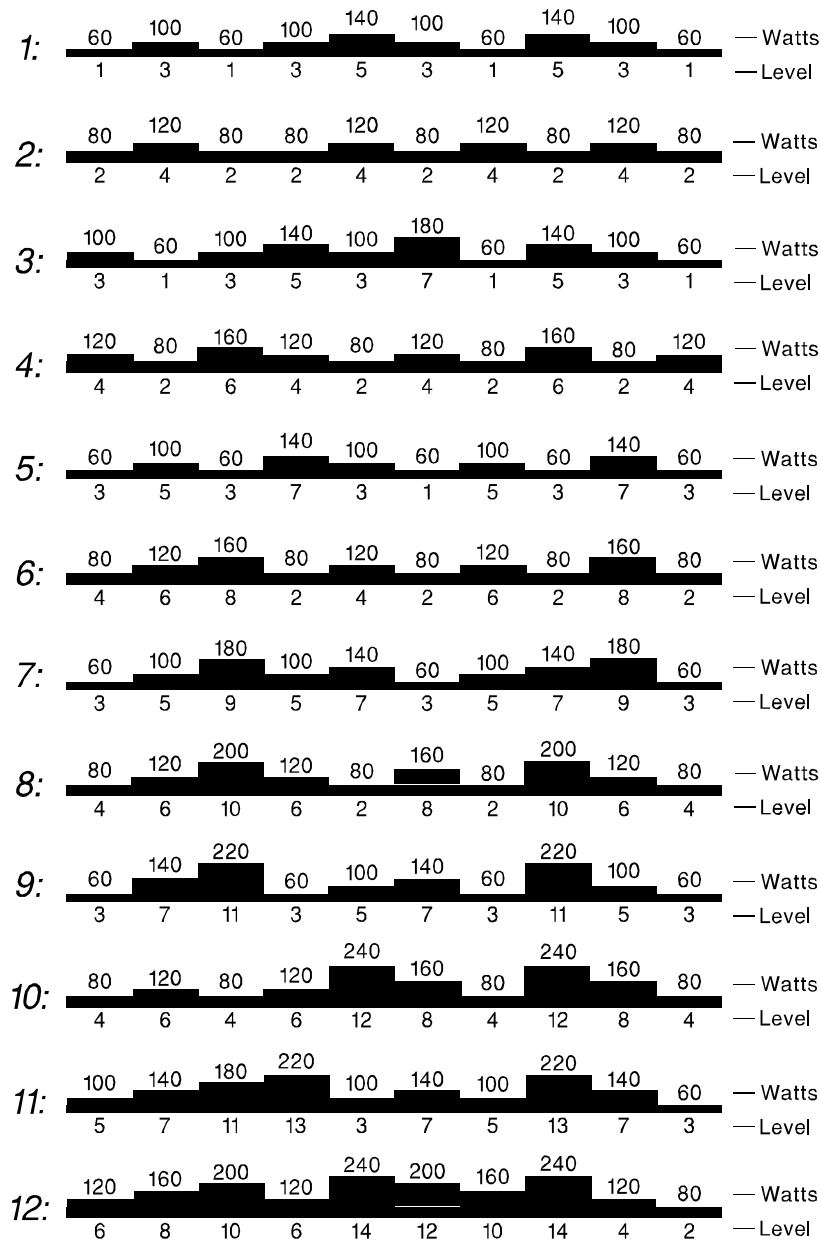 60 100 60 100 140 100 60 140 100 60 — Watts
1:
1 3 1 3 5 3 1 5 3 1 — Level
80 120 80 80 120 80 120 80 120 80 — Watts
2:
2 4 2 2 4 2 4 2 4 2 — Level
100 60 100 140 100 180 60 140 100 60 — Watts
3:
3 1 3 5 3 7 1 5 3 1 — Level
120 80 160 120 80 120 80 160 80 120 — Watts
4:
4 2 6 4 2 4 2 6 2 4 — Level
60 100 60 140 100 60 100 60 140 60 — Watts
5:
3 5 3 7 3 1 5 3 7 3 — Level
80 120 160 80 120 80 120 80 160 80 — Watts
6:
4 6 8 2 4 2 6 2 8 2 — Level
60 100 180 100 140 60 100 140 180 60 — Watts
7:
3 5 9 5 7 3 5 7 9 3 — Level
80 120 200 120 80 160 80 200 120 80 — Watts
8:
4 6 10 6 2 8 2 10 6 4 — Level
60 140 220 60 100 140 60 220 100 60 — Watts
9:
3 7 11 3 5 7 3 11 5 3 — Level
80 120 80 120 240 160 80 240 160 80 — Watts
10:
4 6 4 6 12 8 4 12 8 4 — Level
100 140 180 220 100 140 100 220 140 60 — Watts
11:
5 7 11 13 3 7 5 13 7 3 — Level
120 160 200 120 240 200 160 240 120 80 — Watts
12:
6 8 10 6 14 12 10 14 4 2 — Level